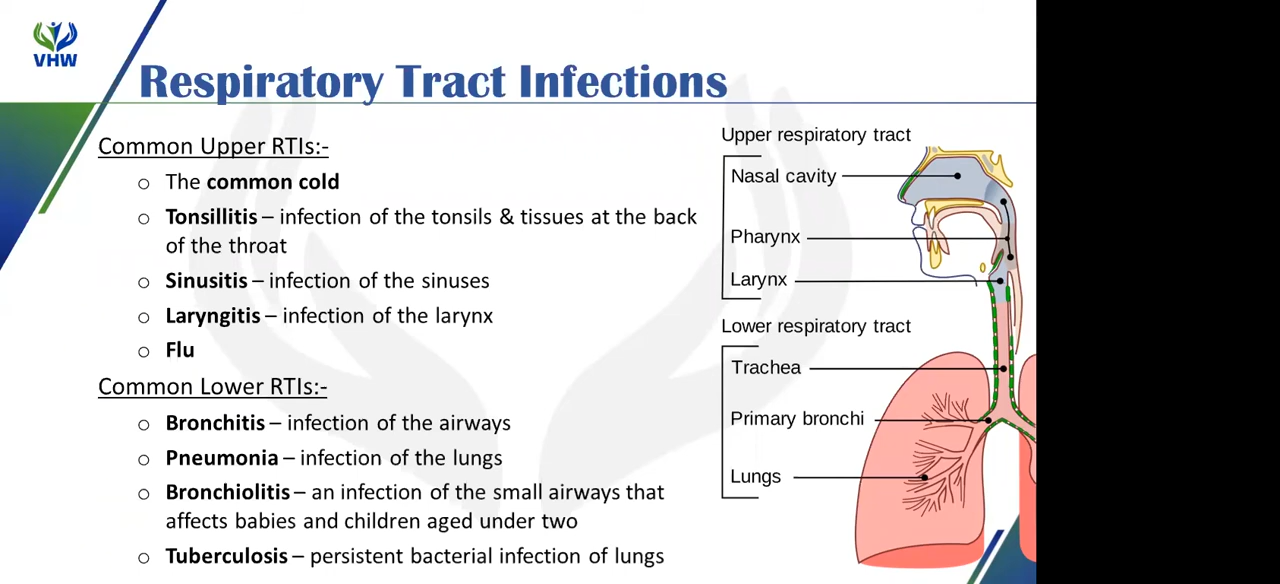 VHW
Respiratory Tract Infections
Common Upper RTIs:-
o The common cold
o Tonsillitis – infection of the tonsils & tissues at the back
of the throat
o Sinusitis – infection of the sinuses
o Laryngitis – infection of the larynx
o Flu
Common Lower RTIs:-
o Bronchitis – infection of the airways
o Pneumonia – infection of the lungs
o Bronchiolitis – an infection of the small airways that
affects babies and children aged under two
o Tuberculosis – persistent bacterial infection of lungs
Upper respiratory tract
Nasal cavity
Pharynx
Larynx
Lower respiratory tract
Trachea
Primary bronchi
Lungs